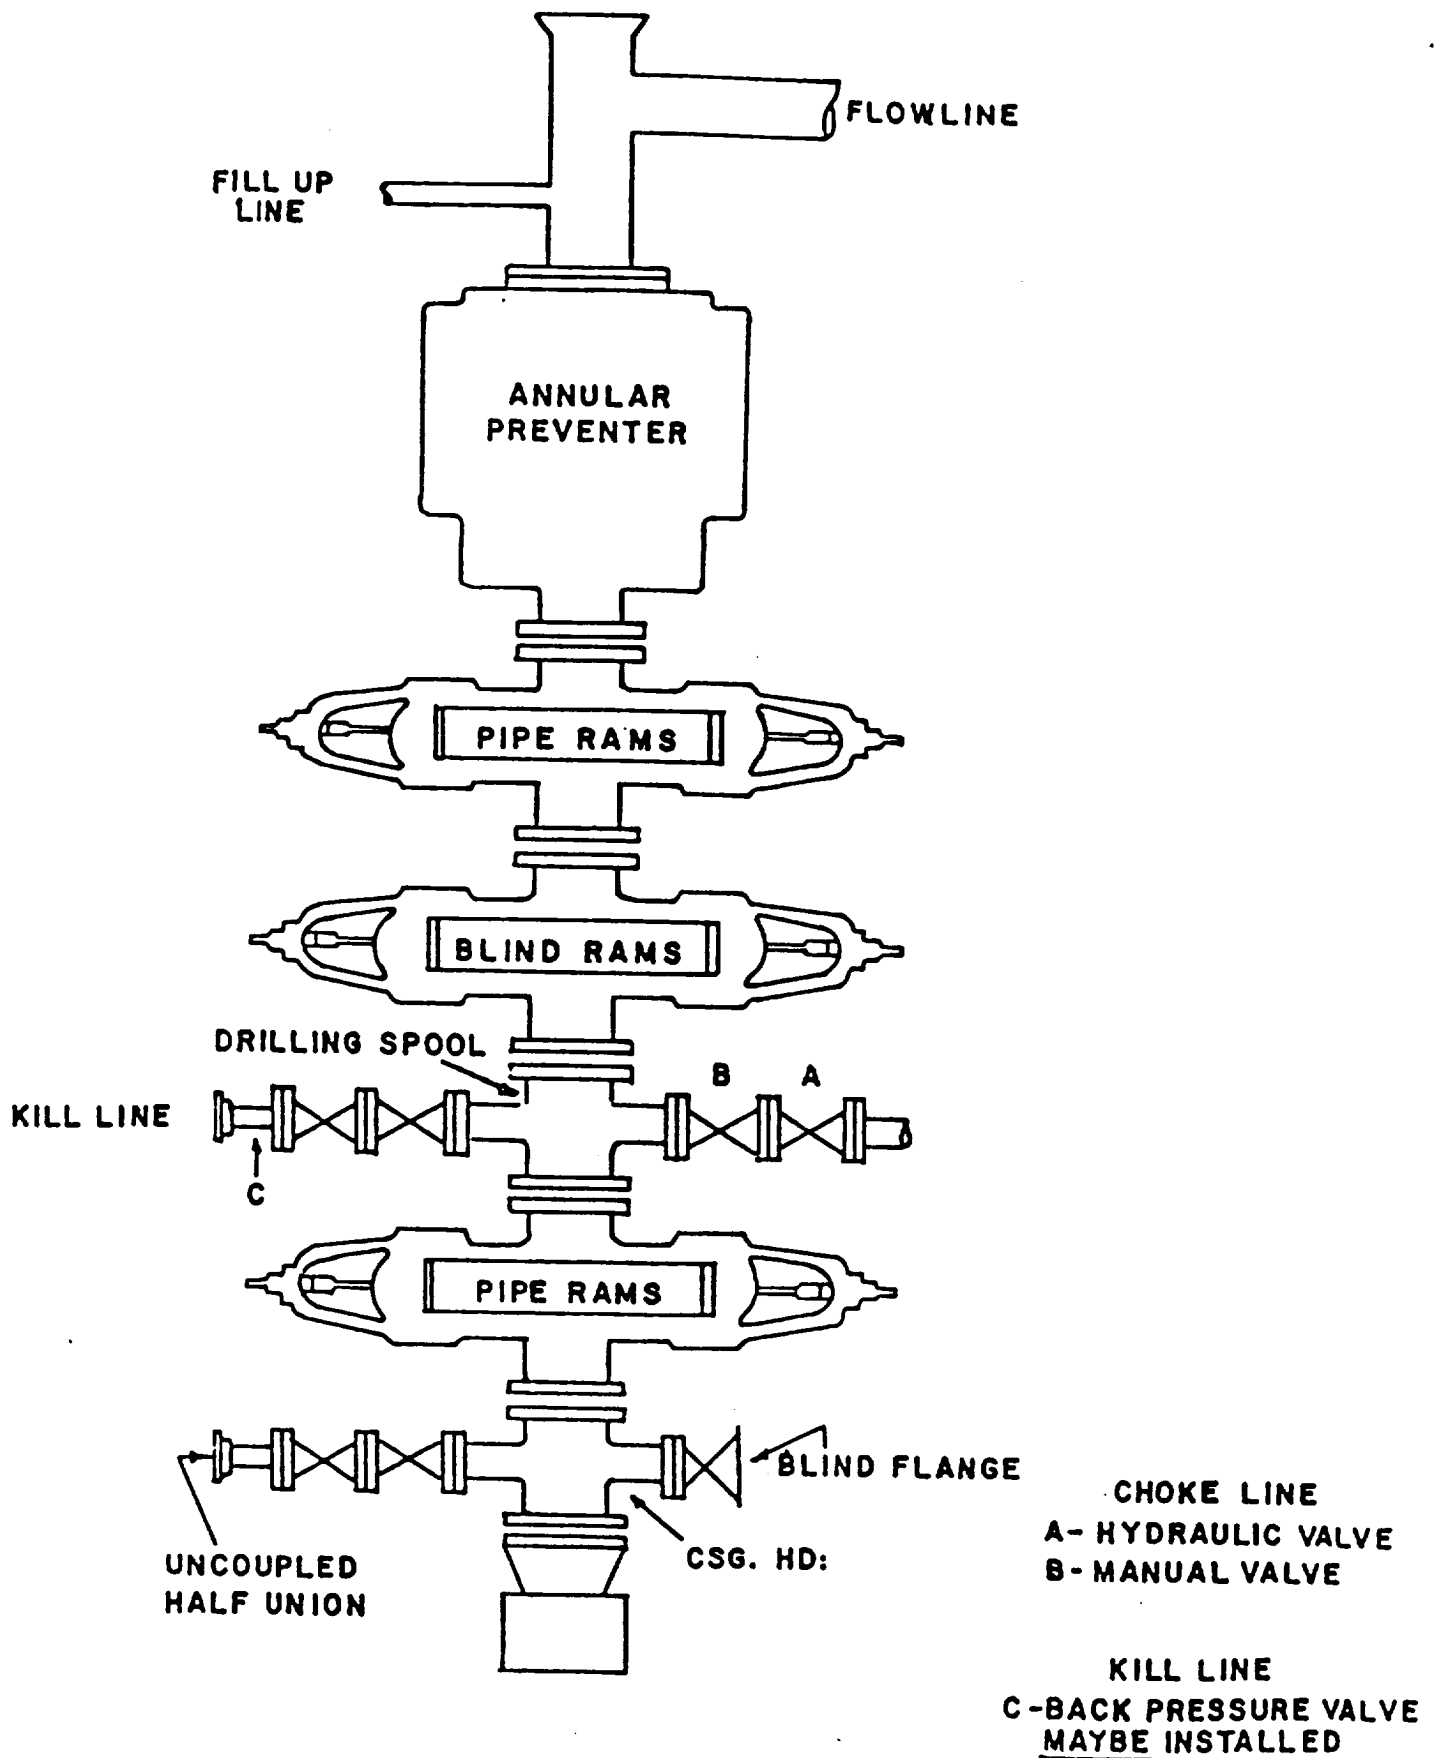 FLOWLINE
FILL UP
LINE
ANNULAR
PREVENTER
PIPE RAMS
BLIND RAMS
DRILLING SPOOL
B A
KILL LINE
C
PIPE RAMS
BLIND FLANGE
UNCOUPLED
HALF UNION
CSG. HD:
CHOKE LINE
A- HYDRAULIC VALVE
B- MANUAL VALVE
KILL LINE
C-BACK PRESSURE VALVE
MAYBE INSTALLED